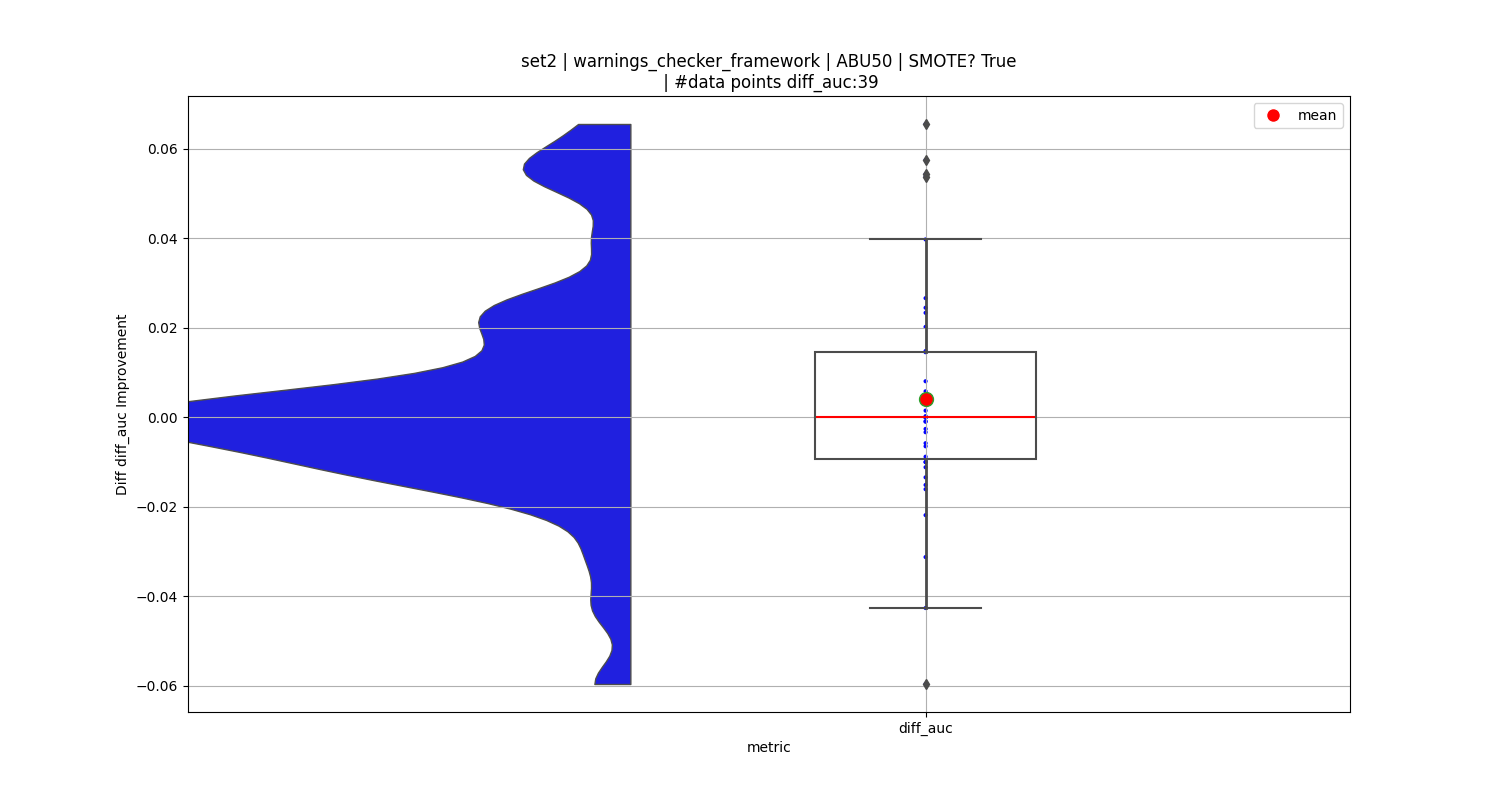 set2 | warnings_checker_framework | ABU50 | SMOTE? True
| #data points diff_auc:39
mean
0.06
0.04
0.02
0.00
−0.02
−0.04
−0.06
Diff diff_auc Improvement
diff_auc
metric